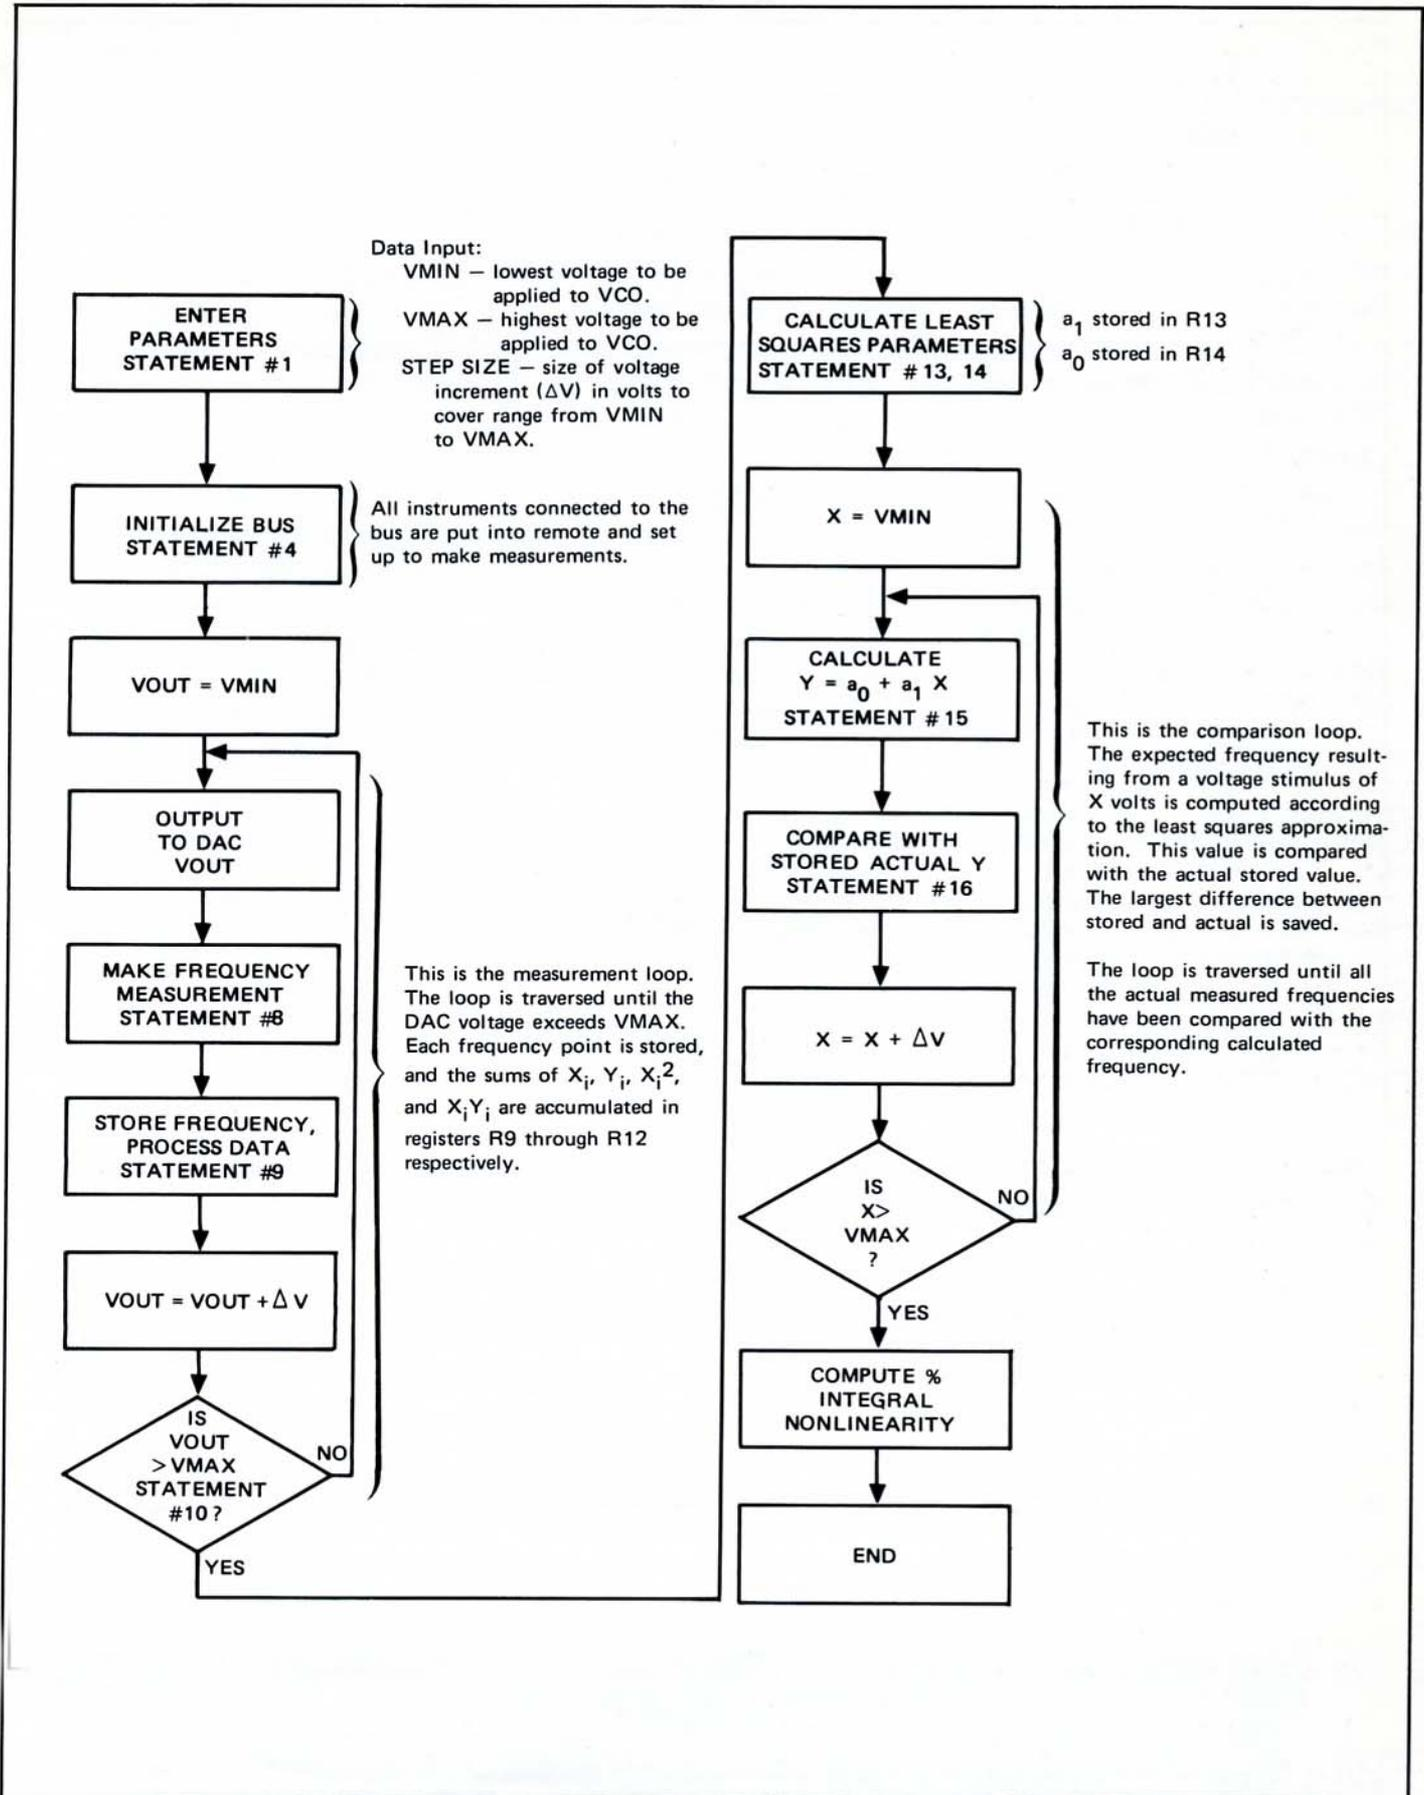 ENTER
PARAMETERS
STATEMENT #1
Data Input:
VMIN — lowest voltage to be
applied to VCO.
VMAX — highest voltage to be
applied to VCO.
STEP SIZE — size of voltage
increment (ΔV) in volts to
cover range from VMIN
to VMAX.
INITIALIZE BUS
STATEMENT #4
All instruments connected to the
bus are put into remote and set
up to make measurements.
VOUT = VMIN
OUTPUT
TO DAC
VOUT
MAKE FREQUENCY
MEASUREMENT
STATEMENT #8
STORE FREQUENCY,
PROCESS DATA
STATEMENT #9
VOUT = VOUT + Δ V
IS
VOUT
> VMAX
STATEMENT
#10 ?
NO
YES
This is the measurement loop.
The loop is traversed until the
DAC voltage exceeds VMAX.
Each frequency point is stored,
and the sums of Xᵢ, Yᵢ, Xᵢ²,
and XᵢYᵢ are accumulated in
registers R9 through R12
respectively.
CALCULATE LEAST
SQUARES PARAMETERS
STATEMENT # 13, 14
a₁ stored in R13
a₀ stored in R14
X = VMIN
CALCULATE
Y = a₀ + a₁ X
STATEMENT # 15
COMPARE WITH
STORED ACTUAL Y
STATEMENT #16
X = X + ΔV
IS
X>
VMAX
?
NO
YES
This is the comparison loop.
The expected frequency result-
ing from a voltage stimulus of
X volts is computed according
to the least squares approxima-
tion. This value is compared
with the actual stored value.
The largest difference between
stored and actual is saved.
The loop is traversed until all
the actual measured frequencies
have been compared with the
corresponding calculated
frequency.
COMPUTE %
INTEGRAL
NONLINEARITY
END